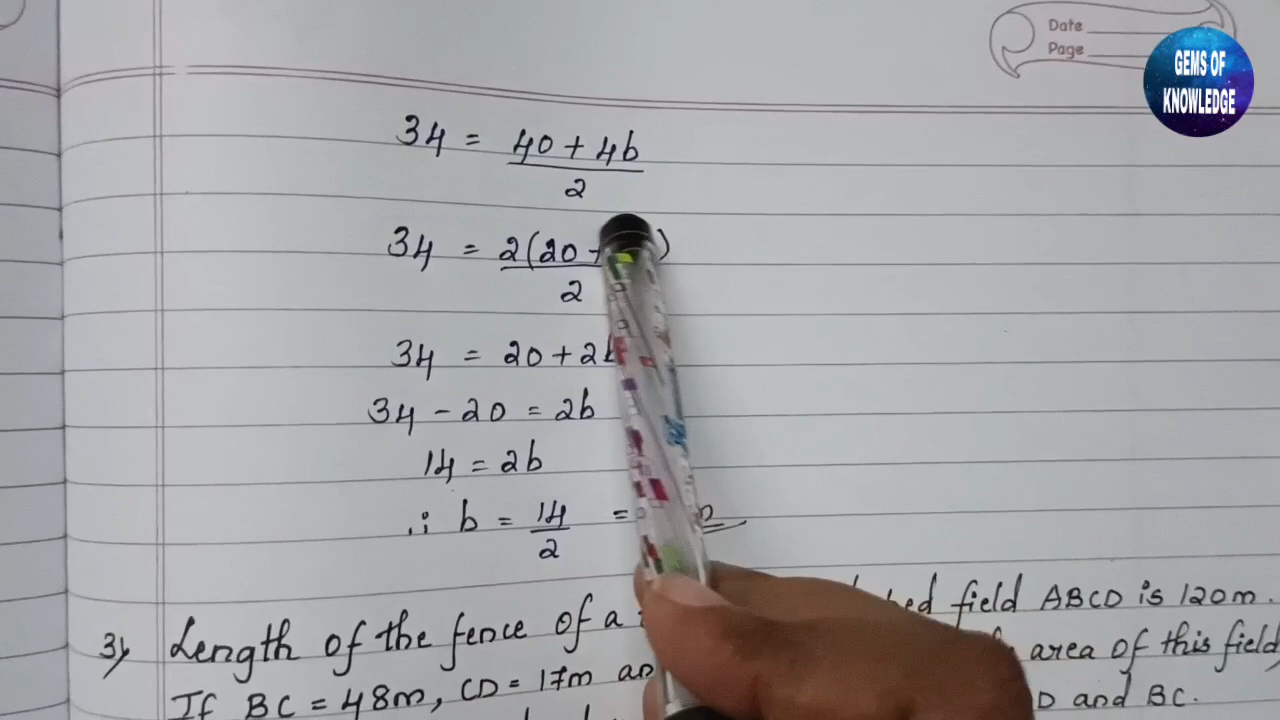 Date
Page
GEMS OF
KNOWLEDGE
34 = 40 + 4b
2
34 = 2(20 + )
2
34 = 20 + 2b
34 - 20 = 2b
14 = 2b
∴ b = 14 =
2
3) Length of the fence of a field ABCD is 120m.
area of this field
If BC = 48m, CD = 17m and BC.